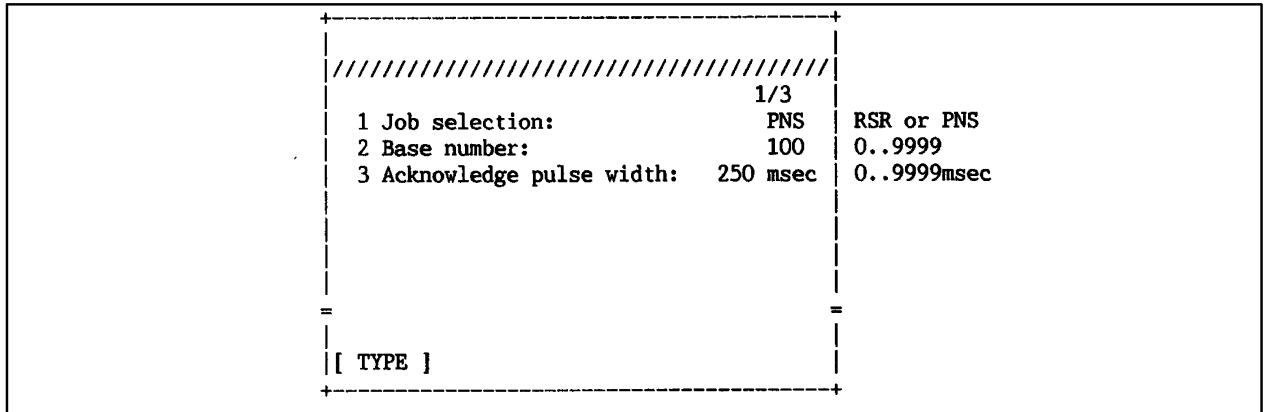 ////////////////////////////////////////
1/3
1 Job selection: PNS RSR or PNS
2 Base number: 100 0..9999
3 Acknowledge pulse width: 250 msec 0..9999msec
[ TYPE ]